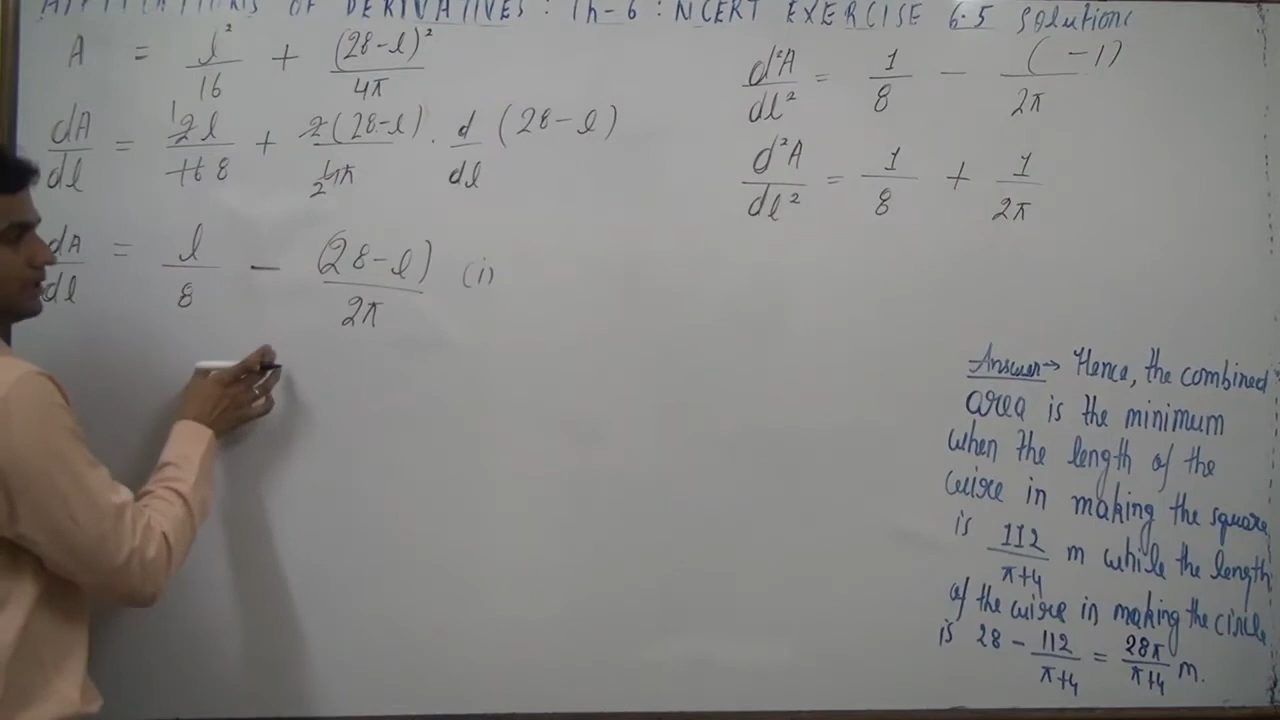 APPLICATIONS OF DERIVATIVES : Ch-6 : NCERT EXERCISE 6.5 Solutions
A = l²/16 + (28-l)²/4π
dA/dl = 2l/16 8 + 2(28-l)/4π · d/dl (28-l)
dA/dl = l/8 - (28-l)/2π (i)
d²A/dl² = 1/8 - (-1)/2π
d²A/dl² = 1/8 + 1/2π
Answer→ Hence, the combined
area is the minimum
when the length of the
wire in making the square
is 112/π+4 m while the length
of the wire in making the circle
is 28 - 112/π+4 = 28π/π+4 m.